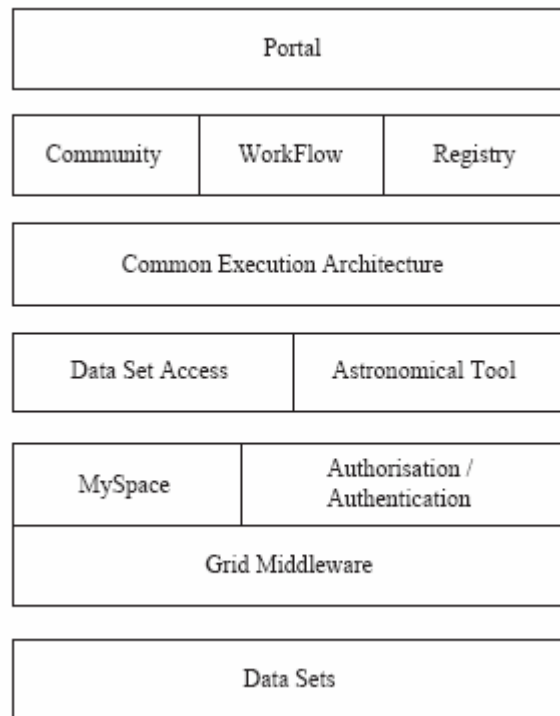 Portal
Community WorkFlow Registry
Common Execution Architecture
Data Set Access Astronomical Tool
MySpace
Authorisation /
Authentication
Grid Middleware
Data Sets